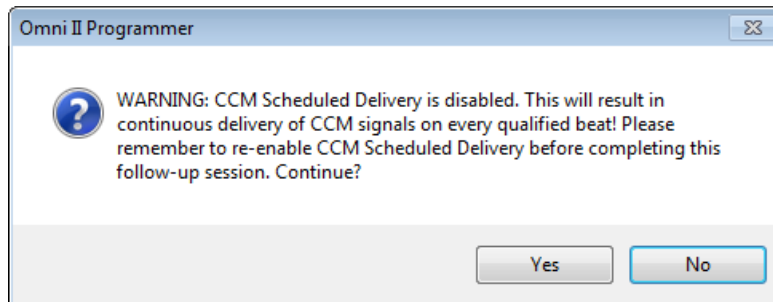 Omni II Programmer
WARNING: CCM Scheduled Delivery is disabled. This will result in
continuous delivery of CCM signals on every qualified beat! Please
remember to re-enable CCM Scheduled Delivery before completing this
follow-up session. Continue?
Yes No